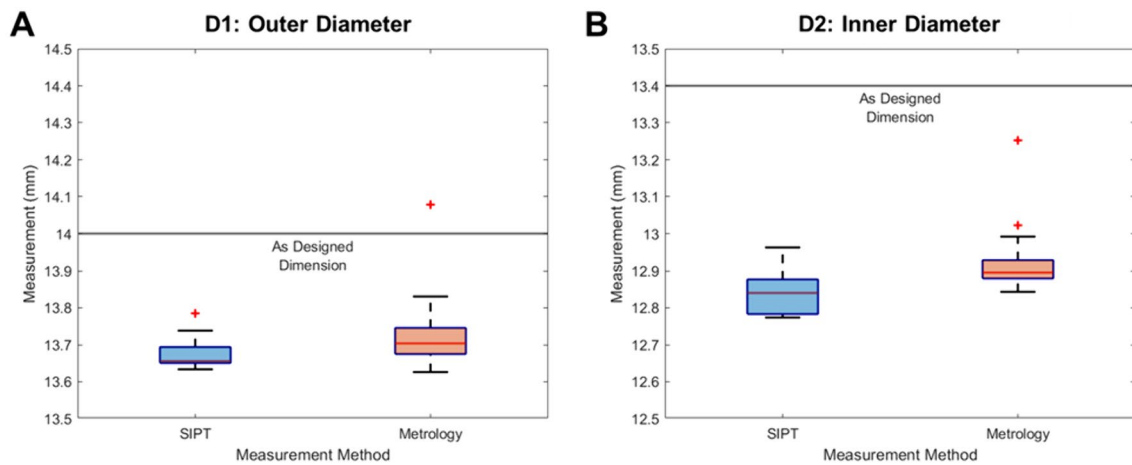 A
D1: Outer Diameter
14.5
14.4
14.3
14.2
14.1
14
13.9
13.8
13.7
13.6
13.5
Measurement (mm)
As Designed
Dimension
SIPT
Metrology
Measurement Method
B
D2: Inner Diameter
13.5
13.4
13.3
13.2
13.1
13
12.9
12.8
12.7
12.6
12.5
Measurement (mm)
As Designed
Dimension
SIPT
Metrology
Measurement Method